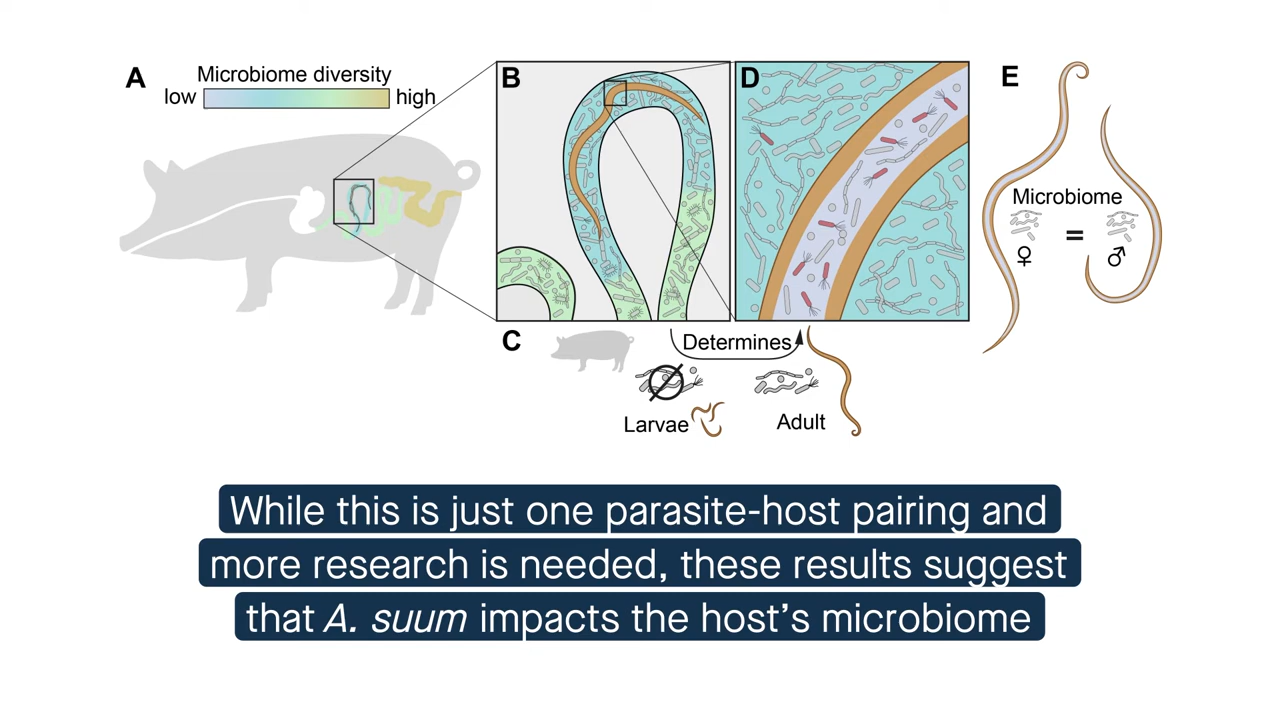 A
Microbiome diversity
low
high
B
D
E
Microbiome
♀ = ♂
C
Determines
Larvae
Adult
While this is just one parasite-host pairing and
more research is needed, these results suggest
that A. suum impacts the host's microbiome